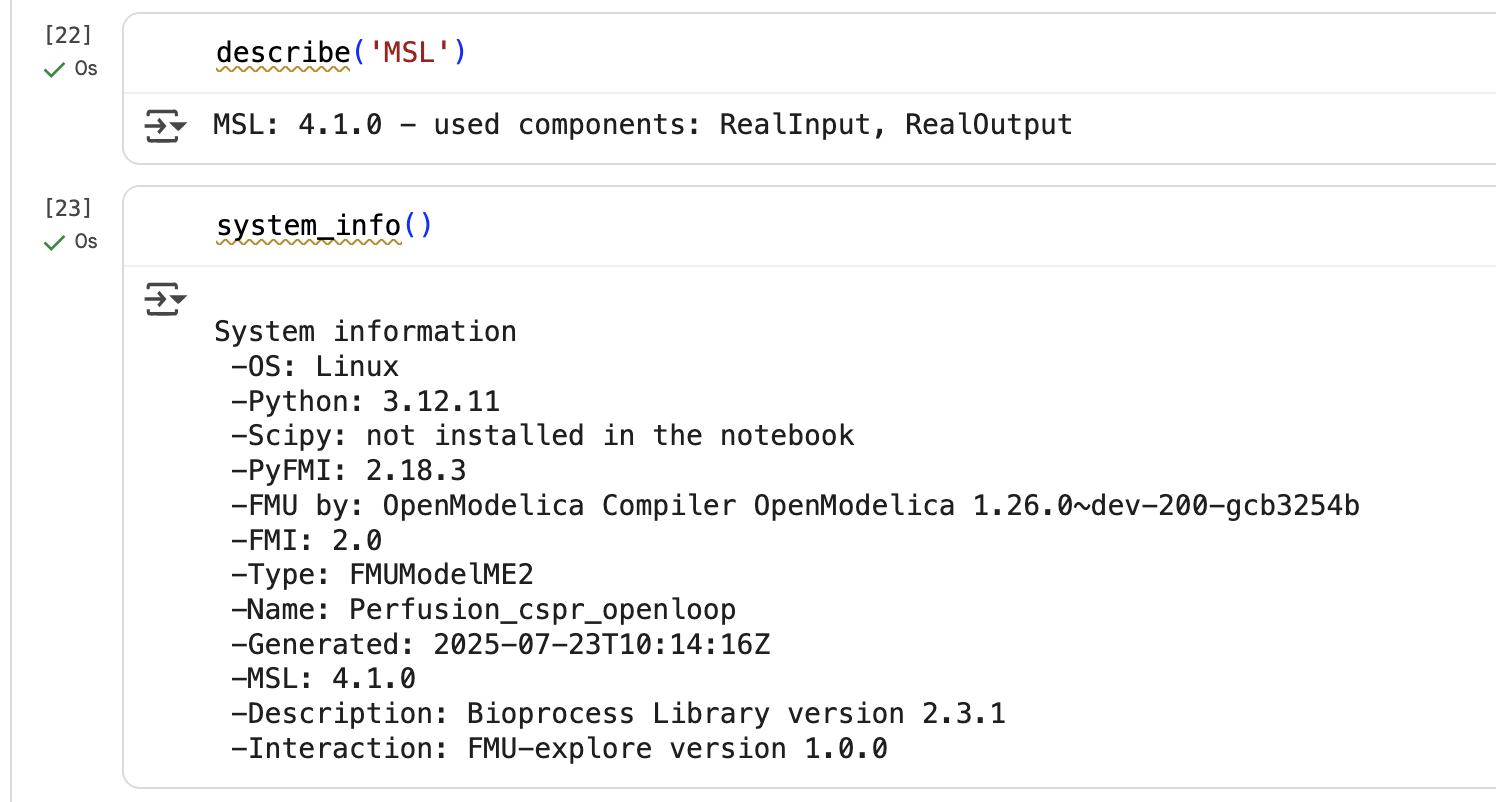 [22]
0s
describe('MSL')
MSL: 4.1.0 – used components: RealInput, RealOutput
[23]
0s
system_info()
System information
-OS: Linux
-Python: 3.12.11
-Scipy: not installed in the notebook
-PyFMI: 2.18.3
-FMU by: OpenModelica Compiler OpenModelica 1.26.0~dev-200-gcb3254b
-FMI: 2.0
-Type: FMUModelME2
-Name: Perfusion_cspr_openloop
-Generated: 2025-07-23T10:14:16Z
-MSL: 4.1.0
-Description: Bioprocess Library version 2.3.1
-Interaction: FMU-explore version 1.0.0